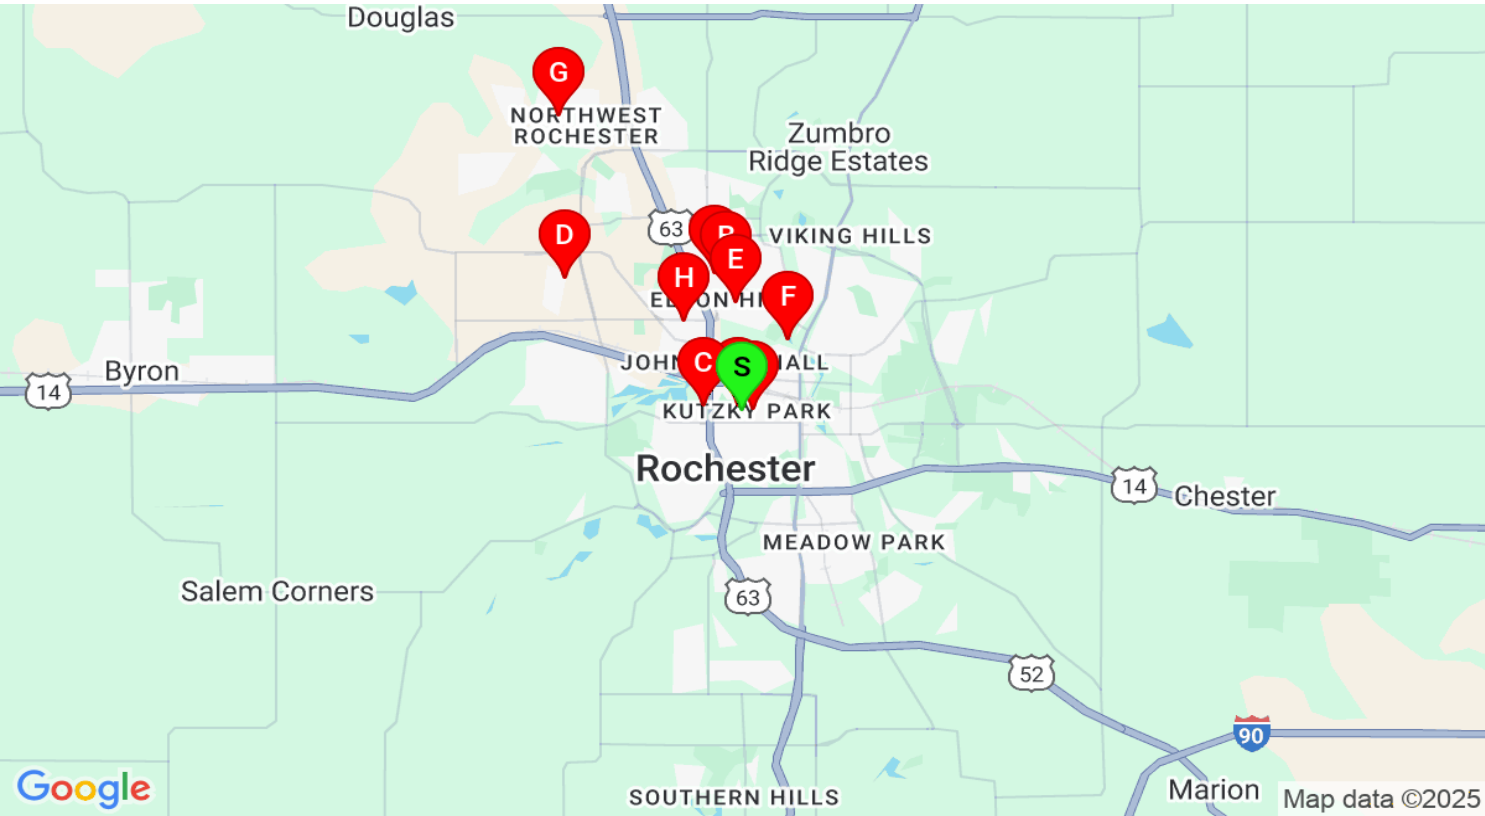 Douglas
G
NORTHWEST
ROCHESTER
Zumbro
Ridge Estates
63
VIKING HILLS
D
E
H
F
C
S
KUTZKY PARK
Byron
14
Rochester
14
Chester
MEADOW PARK
Salem Corners
63
52
90
Marion
Google
SOUTHERN HILLS
Map data ©2025